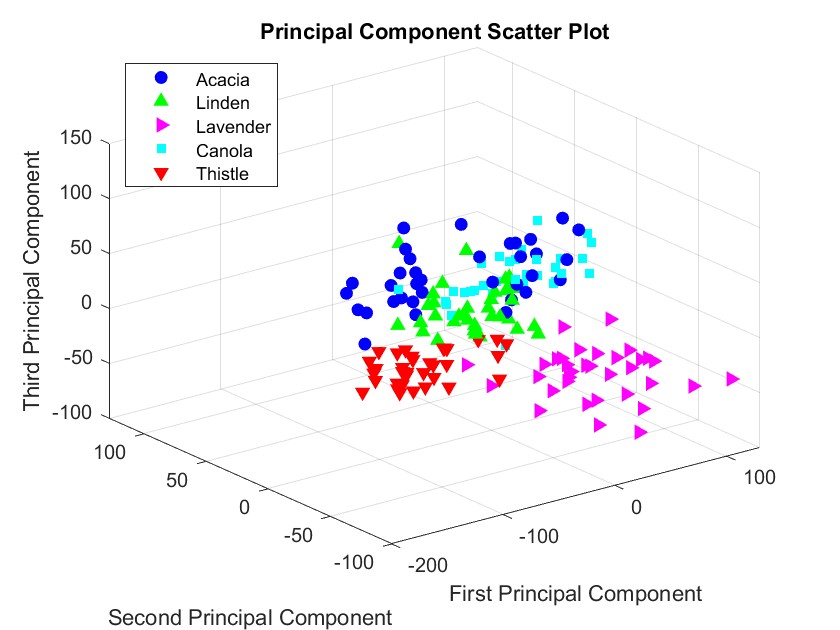 Principal Component Scatter Plot
Acacia
Linden
Lavender
Canola
Thistle
Third Principal Component
150
100
50
0
-50
-100
100
50
0
-50
-100
Second Principal Component
-200
-100
0
100
First Principal Component